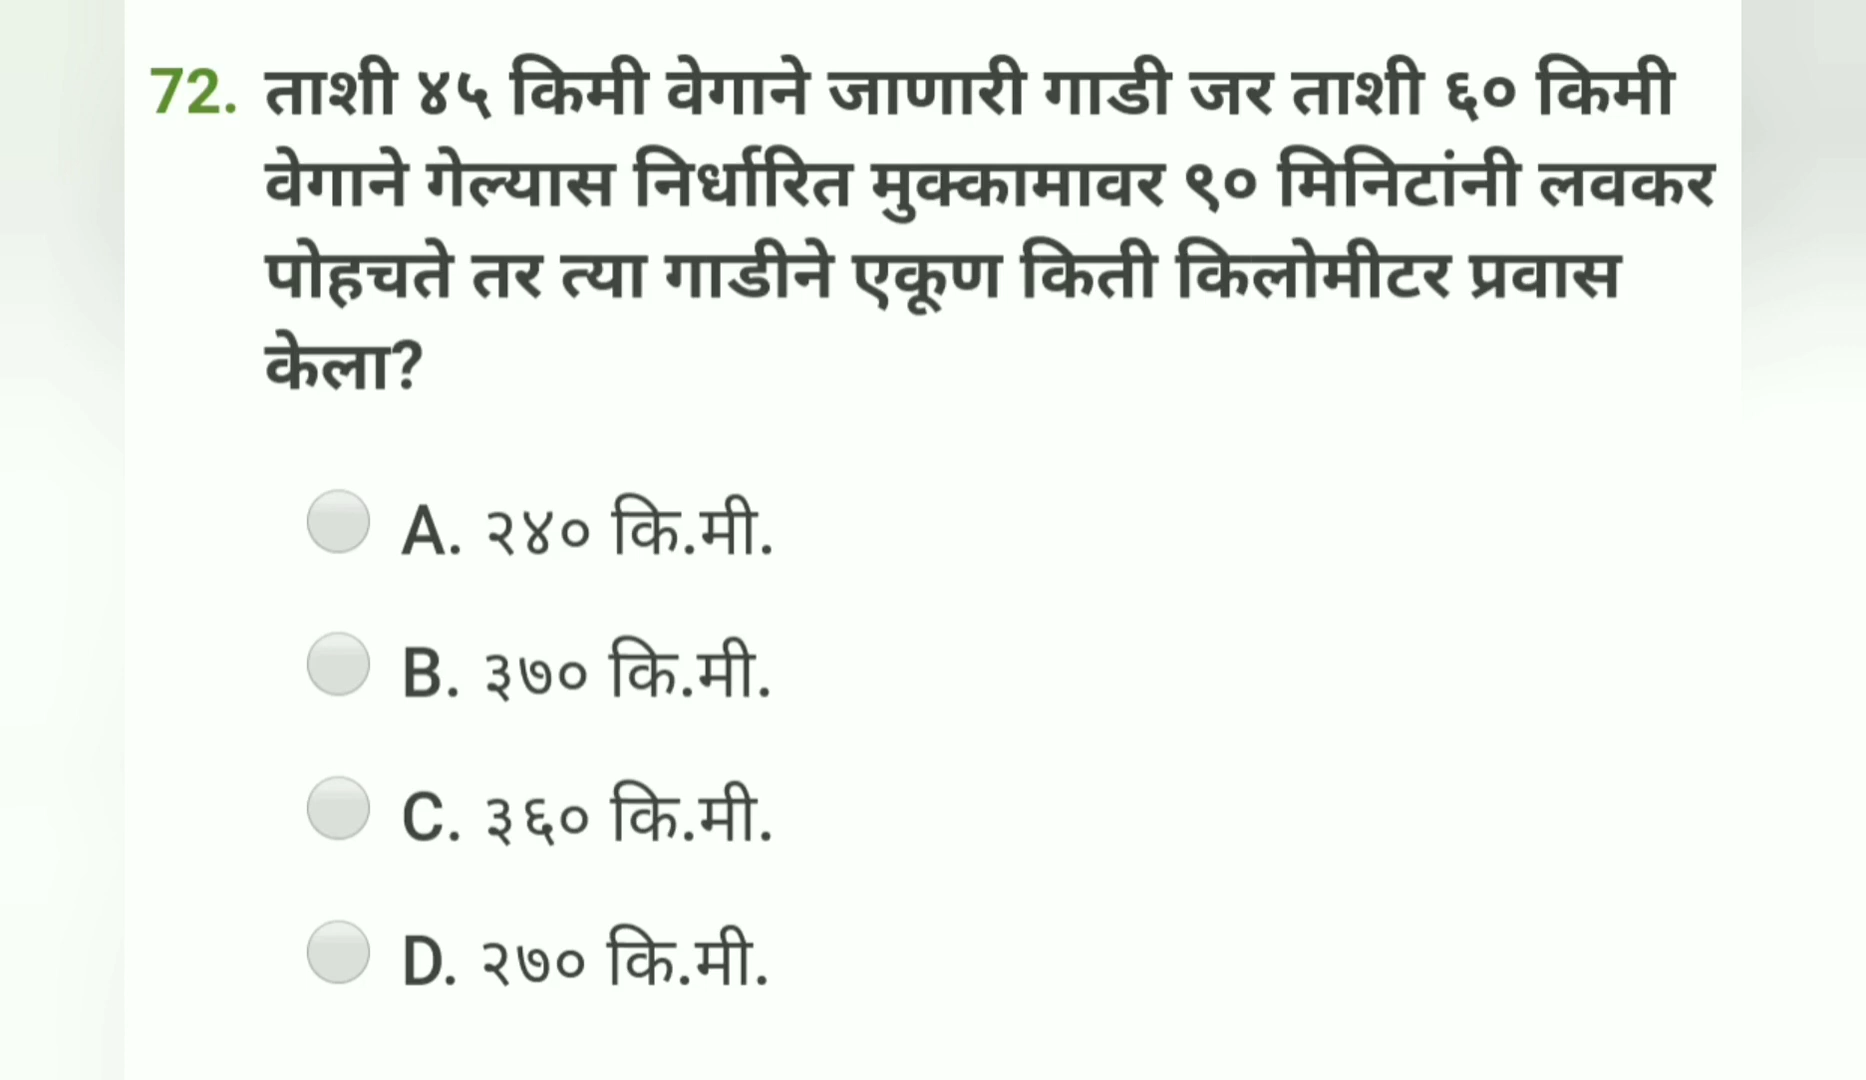 72. ताशी ४५ किमी वेगाने जाणारी गाडी जर ताशी ६० किमी
वेगाने गेल्यास निर्धारित मुक्कामावर ९० मिनिटांनी लवकर
पोहचते तर त्या गाडीने एकूण किती किलोमीटर प्रवास
केला?
A. २४० कि.मी.
B. ३७० कि.मी.
C. ३६० कि.मी.
D. २७० कि.मी.